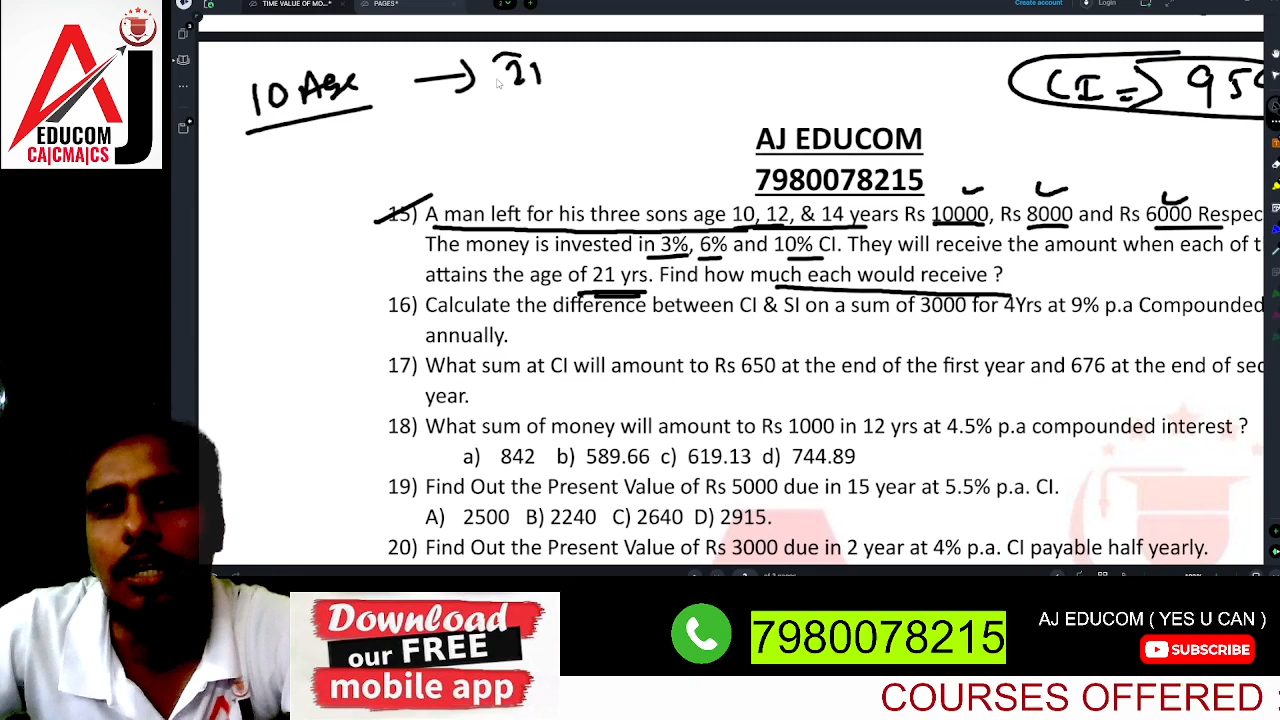 TIME VALUE OF MO...*
PAGES*
Create account
Login
AJ
EDUCOM
CA|CMA|CS
10 Age → 21
CI = 95
AJ EDUCOM
7980078215
15) A man left for his three sons age 10, 12, & 14 years Rs 10000, Rs 8000 and Rs 6000 Respec
The money is invested in 3%, 6% and 10% CI. They will receive the amount when each of t
attains the age of 21 yrs. Find how much each would receive ?
16) Calculate the difference between CI & SI on a sum of 3000 for 4Yrs at 9% p.a Compounded
annually.
17) What sum at CI will amount to Rs 650 at the end of the first year and 676 at the end of sec
year.
18) What sum of money will amount to Rs 1000 in 12 yrs at 4.5% p.a compounded interest ?
a) 842 b) 589.66 c) 619.13 d) 744.89
19) Find Out the Present Value of Rs 5000 due in 15 year at 5.5% p.a. CI.
A) 2500 B) 2240 C) 2640 D) 2915.
20) Find Out the Present Value of Rs 3000 due in 2 year at 4% p.a. CI payable half yearly.
Download
our FREE
mobile app
7980078215
AJ EDUCOM ( YES U CAN )
SUBSCRIBE
COURSES OFFERED :